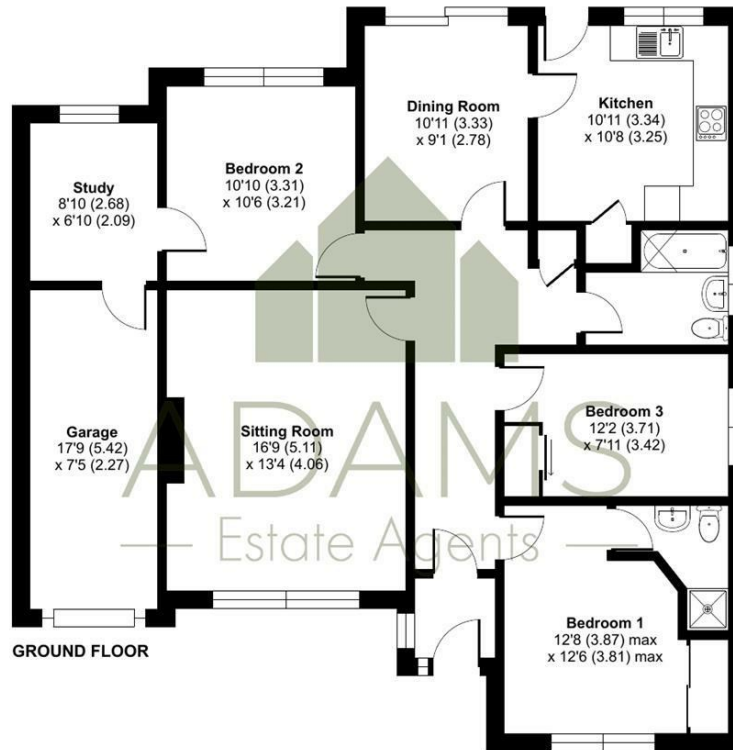 Dining Room
10'11 (3.33)
x 9'1 (2.78)
Kitchen
10'11 (3.34)
x 10'8 (3.25)
Bedroom 2
10'10 (3.31)
x 10'6 (3.21)
Study
8'10 (2.68)
x 6'10 (2.09)
Garage
17'9 (5.42)
x 7'5 (2.27)
Sitting Room
16'9 (5.11)
x 13'4 (4.06)
Bedroom 3
12'2 (3.71)
x 7'11 (3.42)
ADAMS
Estate Agents
Bedroom 1
12'8 (3.87) max
x 12'6 (3.81) max
GROUND FLOOR